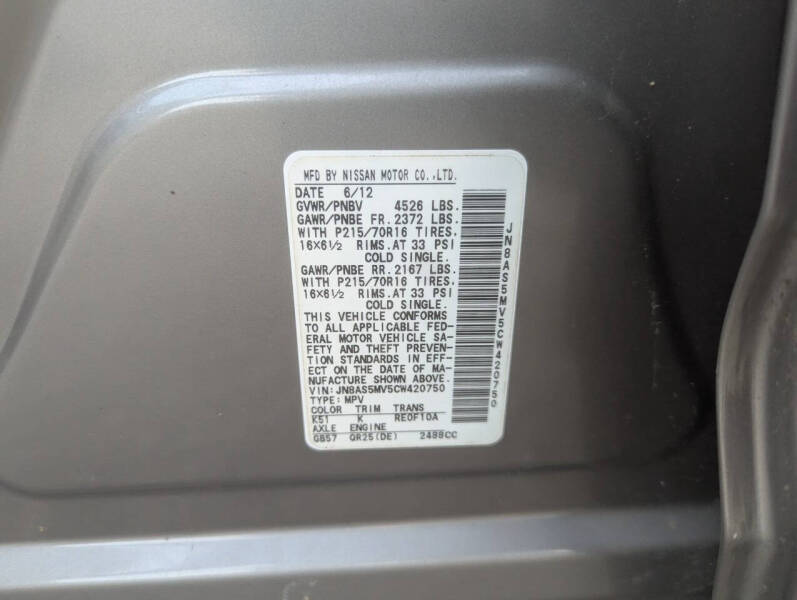 MFD BY NISSAN MOTOR CO.,LTD.
DATE 6/12
GVWR/PNBV 4526 LBS.
GAWR/PNBE FR. 2372 LBS.
WITH P215/70R16 TIRES.
16×6½ RIMS.AT 33 PSI
COLD SINGLE.
GAWR/PNBE RR. 2167 LBS.
WITH P215/70R16 TIRES.
16×6½ RIMS.AT 33 PSI
COLD SINGLE.
THIS VEHICLE CONFORMS
TO ALL APPLICABLE FED-
ERAL MOTOR VEHICLE SA-
FETY AND THEFT PREVEN-
TION STANDARDS IN EFF-
ECT ON THE DATE OF MA-
NUFACTURE SHOWN ABOVE.
VIN: JN8AS5MV5CW420750
TYPE: MPV
COLOR TRIM TRANS
K51 K RE0F10A
AXLE ENGINE
GB57 QR25(DE) 2488CC
JN8AS5MV5CW420750